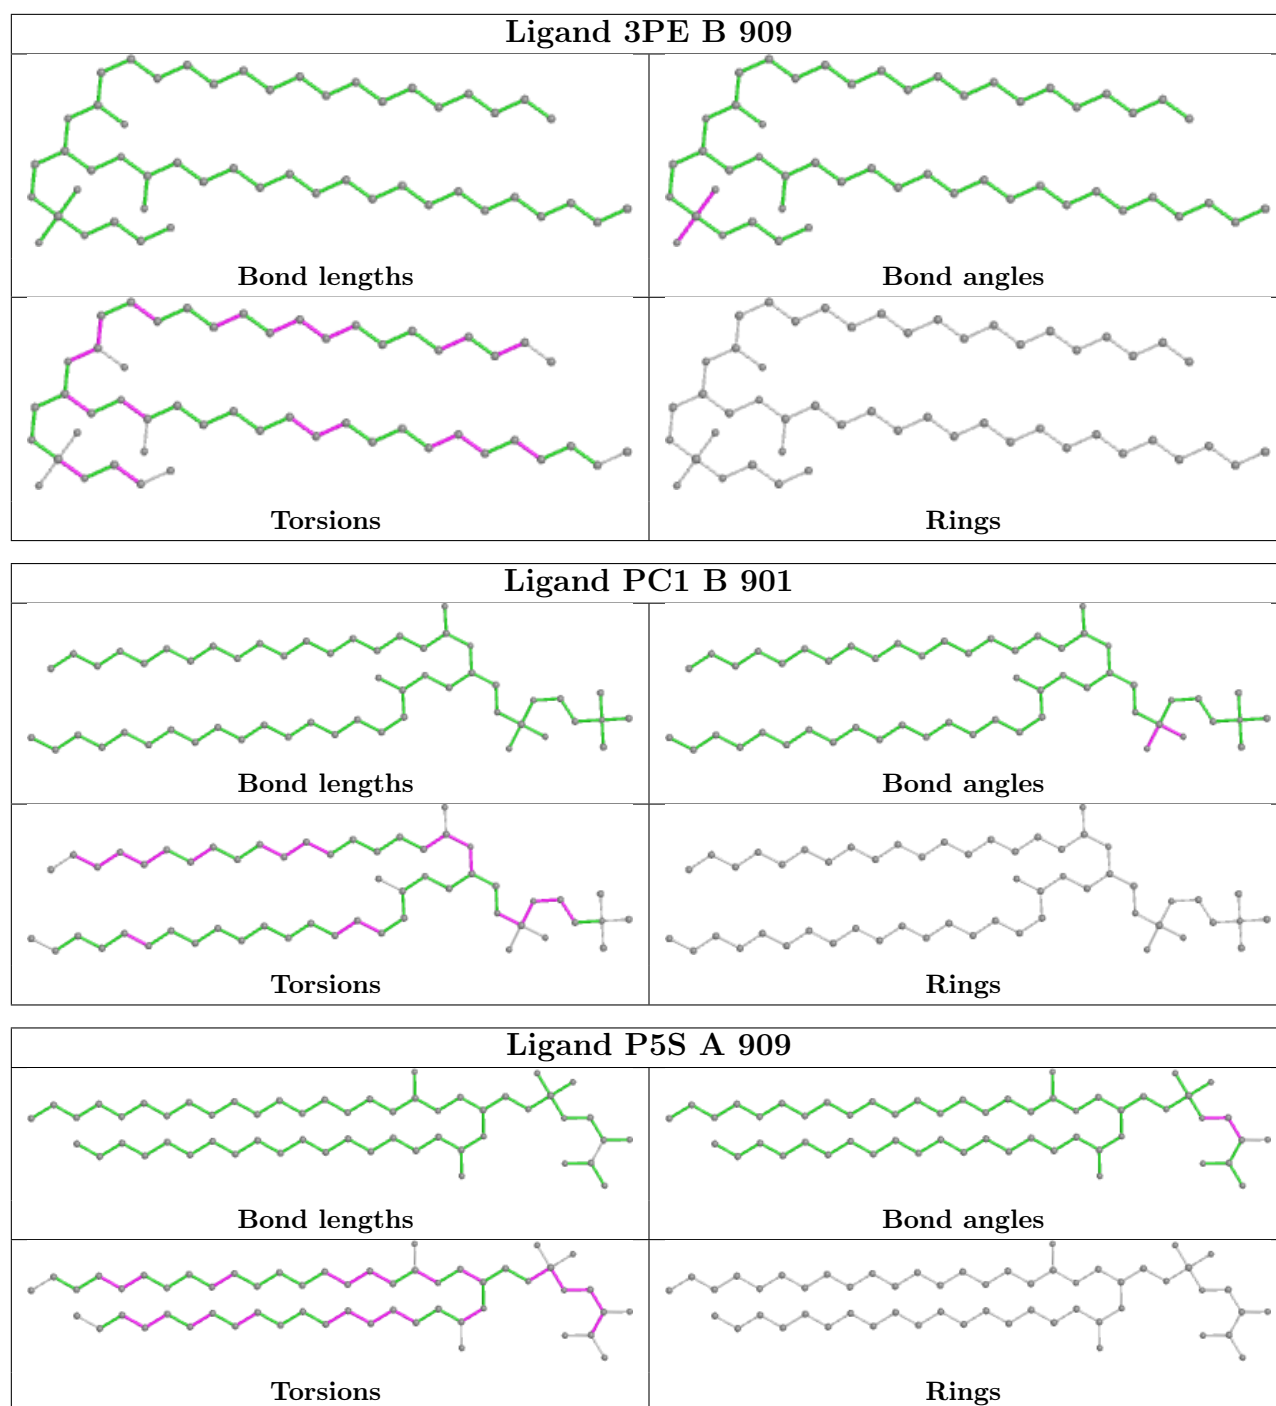 Ligand 3PE B 909
Bond lengths
Bond angles
Torsions
Rings
Ligand PC1 B 901
Bond lengths
Bond angles
Torsions
Rings
Ligand P5S A 909
Bond lengths
Bond angles
Torsions
Rings